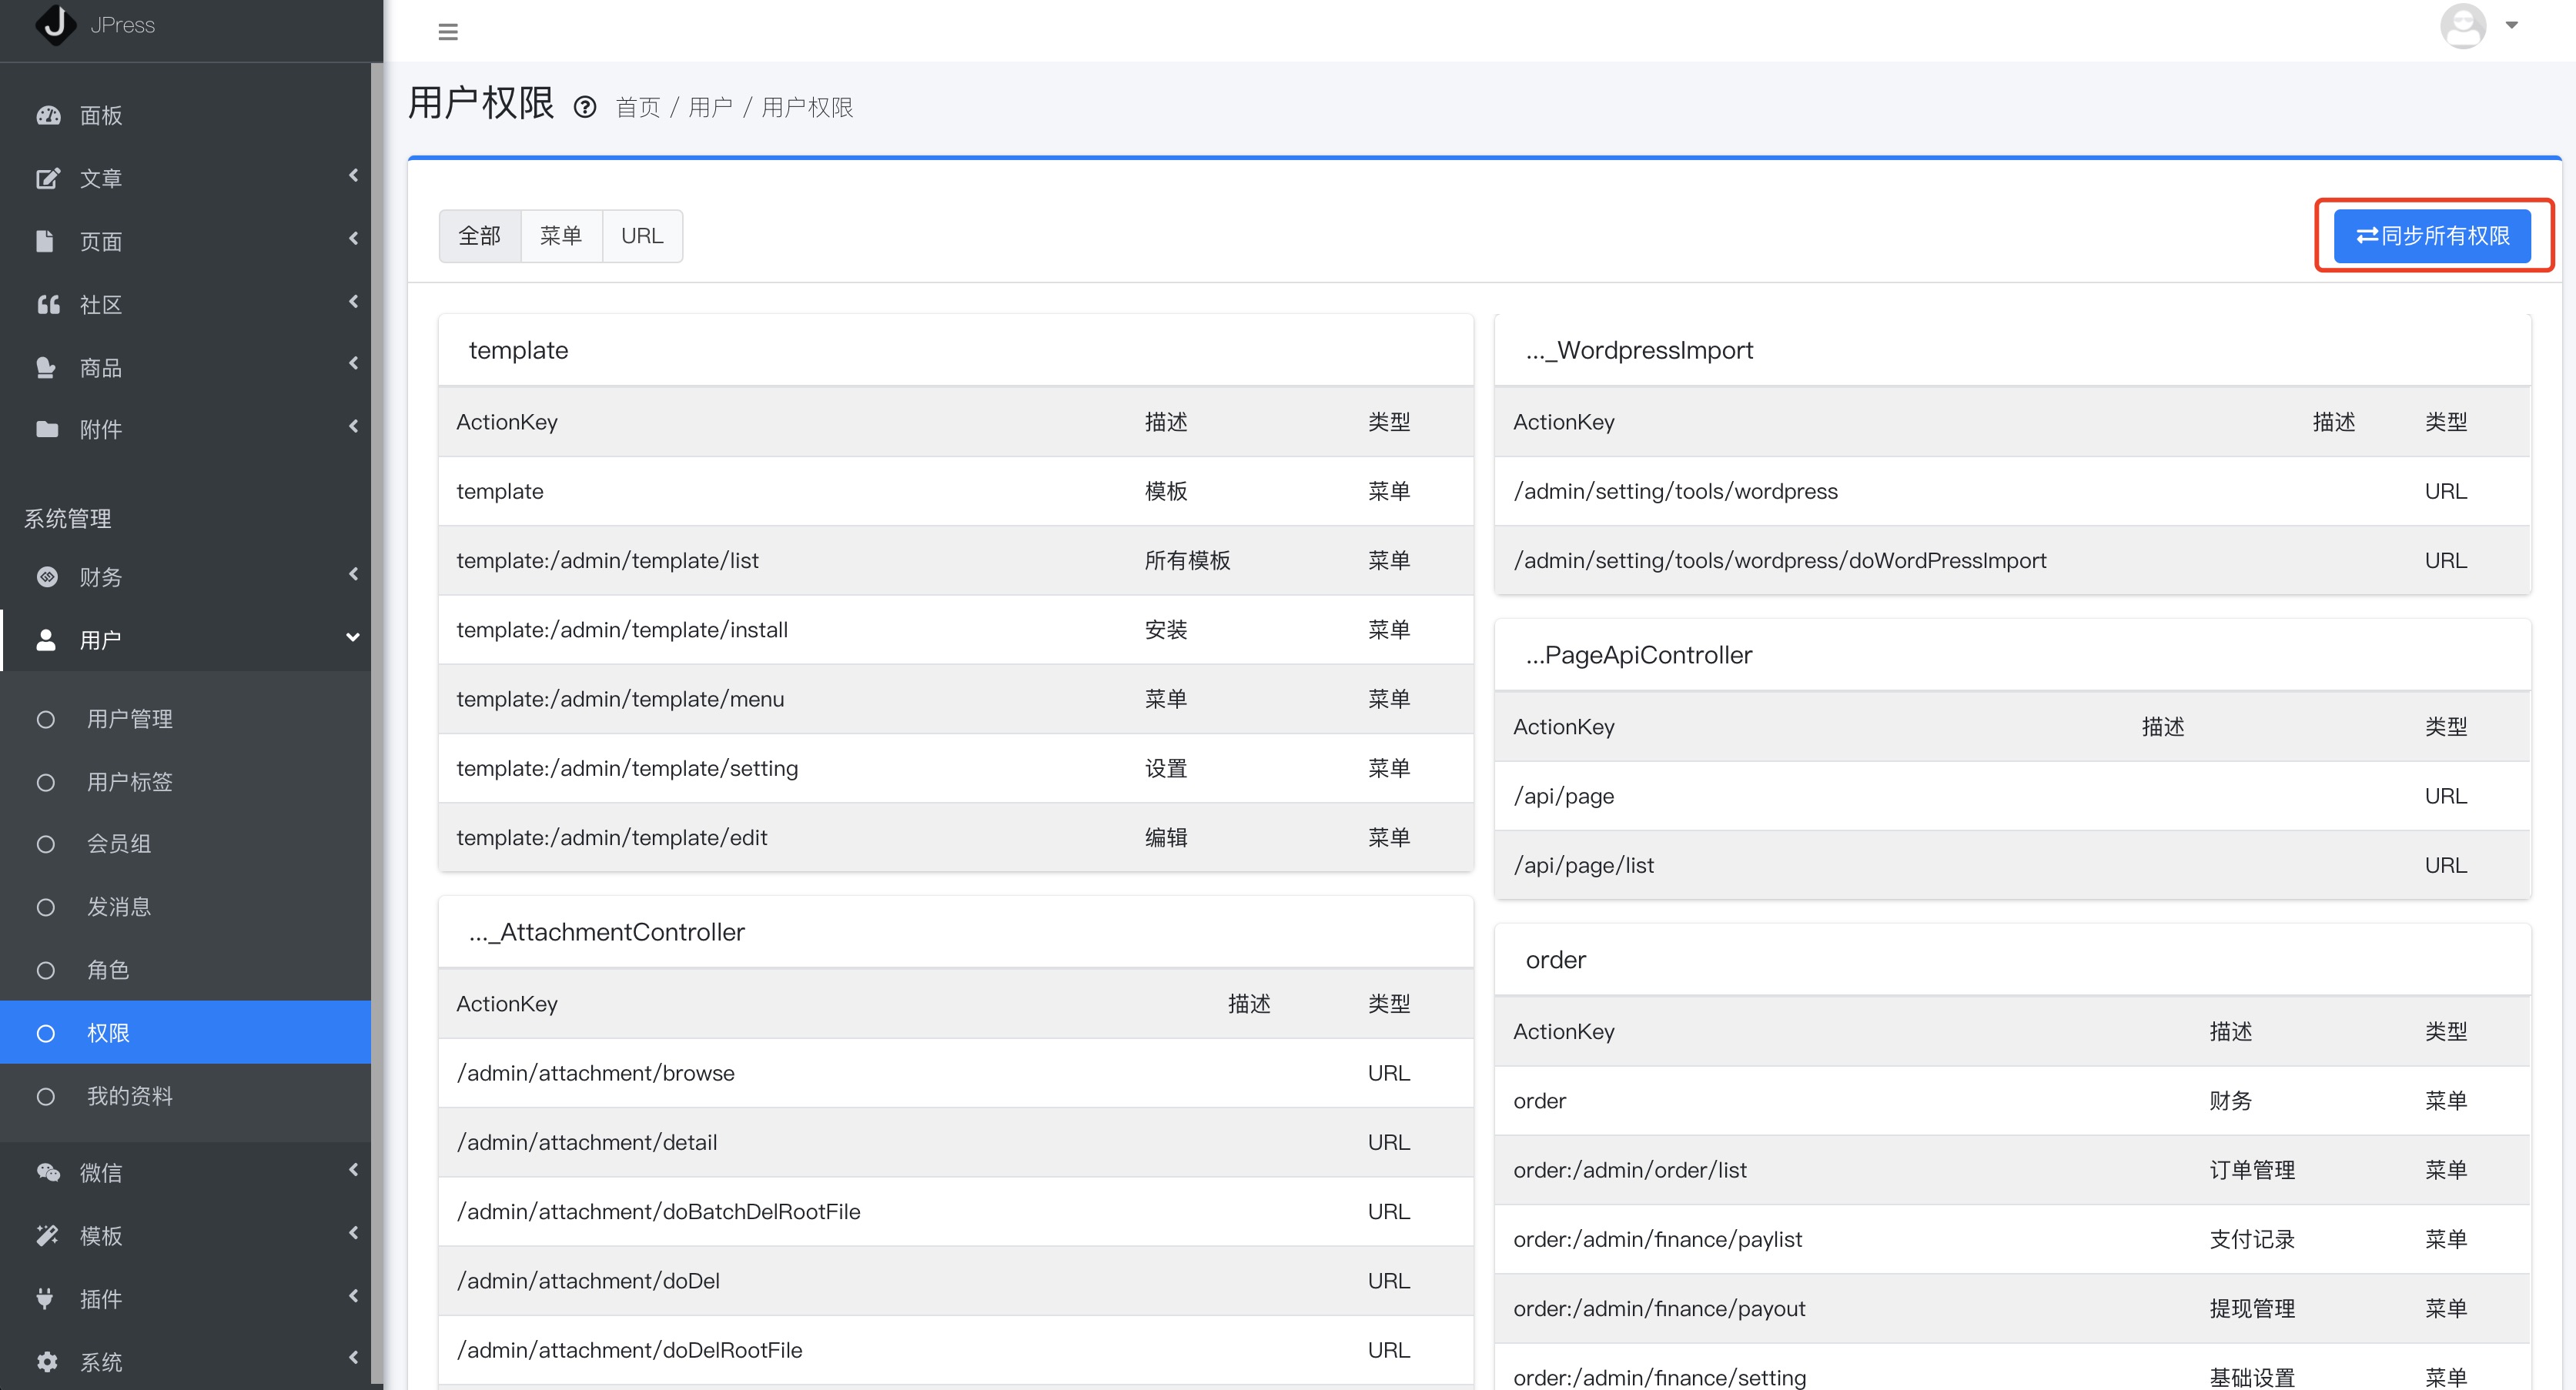 JPress
面板
文章
页面
社区
商品
附件
系统管理
财务
用户
用户管理
用户标签
会员组
发消息
角色
权限
我的资料
微信
模板
插件
系统
用户权限 首页 / 用户 / 用户权限
全部 菜单 URL
同步所有权限
template
ActionKey 描述 类型
template 模板 菜单
template:/admin/template/list 所有模板 菜单
template:/admin/template/install 安装 菜单
template:/admin/template/menu 菜单 菜单
template:/admin/template/setting 设置 菜单
template:/admin/template/edit 编辑 菜单
..._AttachmentController
ActionKey 描述 类型
/admin/attachment/browse URL
/admin/attachment/detail URL
/admin/attachment/doBatchDelRootFile URL
/admin/attachment/doDel URL
/admin/attachment/doDelRootFile URL
..._WordpressImport
ActionKey 描述 类型
/admin/setting/tools/wordpress URL
/admin/setting/tools/wordpress/doWordPressImport URL
...PageApiController
ActionKey 描述 类型
/api/page URL
/api/page/list URL
order
ActionKey 描述 类型
order 财务 菜单
order:/admin/order/list 订单管理 菜单
order:/admin/finance/paylist 支付记录 菜单
order:/admin/finance/payout 提现管理 菜单
order:/admin/finance/setting 基础设置 菜单